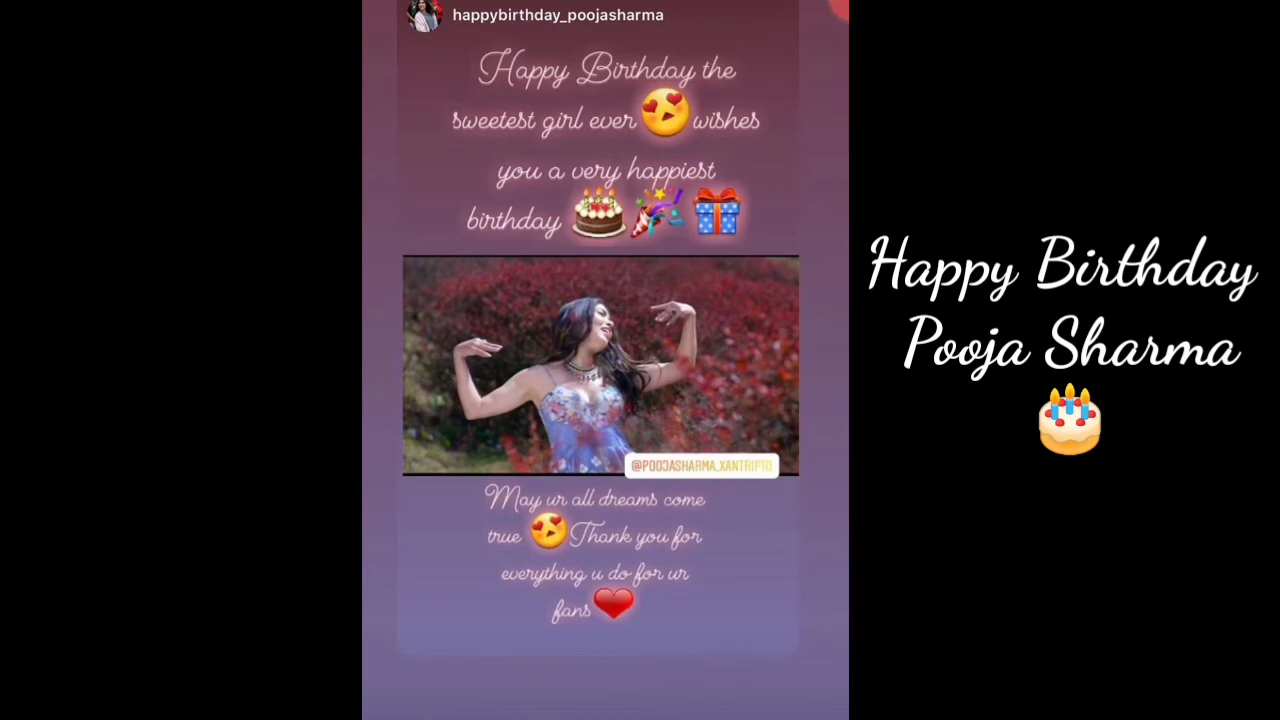 happybirthday_poojasharma
Happy Birthday the
sweetest girl ever 😍 wishes
you a very happiest
birthday 🎂🎉🎁
@POOJASHARMA_XANTRIPTO
May ur all dreams come
true 😍 Thank you for
everything u do for ur
fans❤️
Happy Birthday
Pooja Sharma
🎂